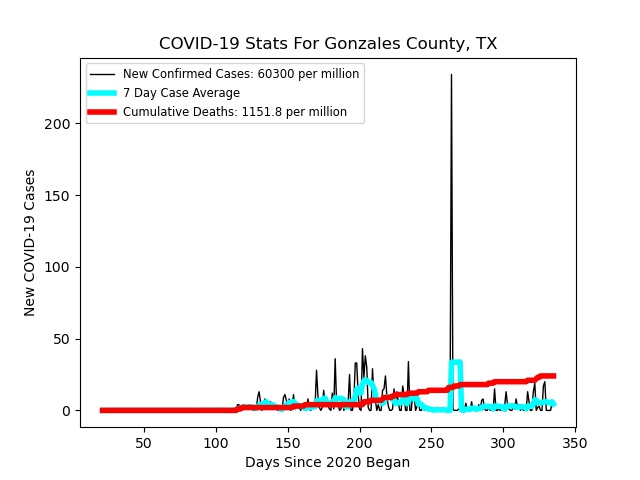 COVID-19 Stats For Gonzales County, TX
New Confirmed Cases: 60300 per million
7 Day Case Average
Cumulative Deaths: 1151.8 per million
New COVID-19 Cases
200
150
100
50
0
50 100 150 200 250 300 350
Days Since 2020 Began